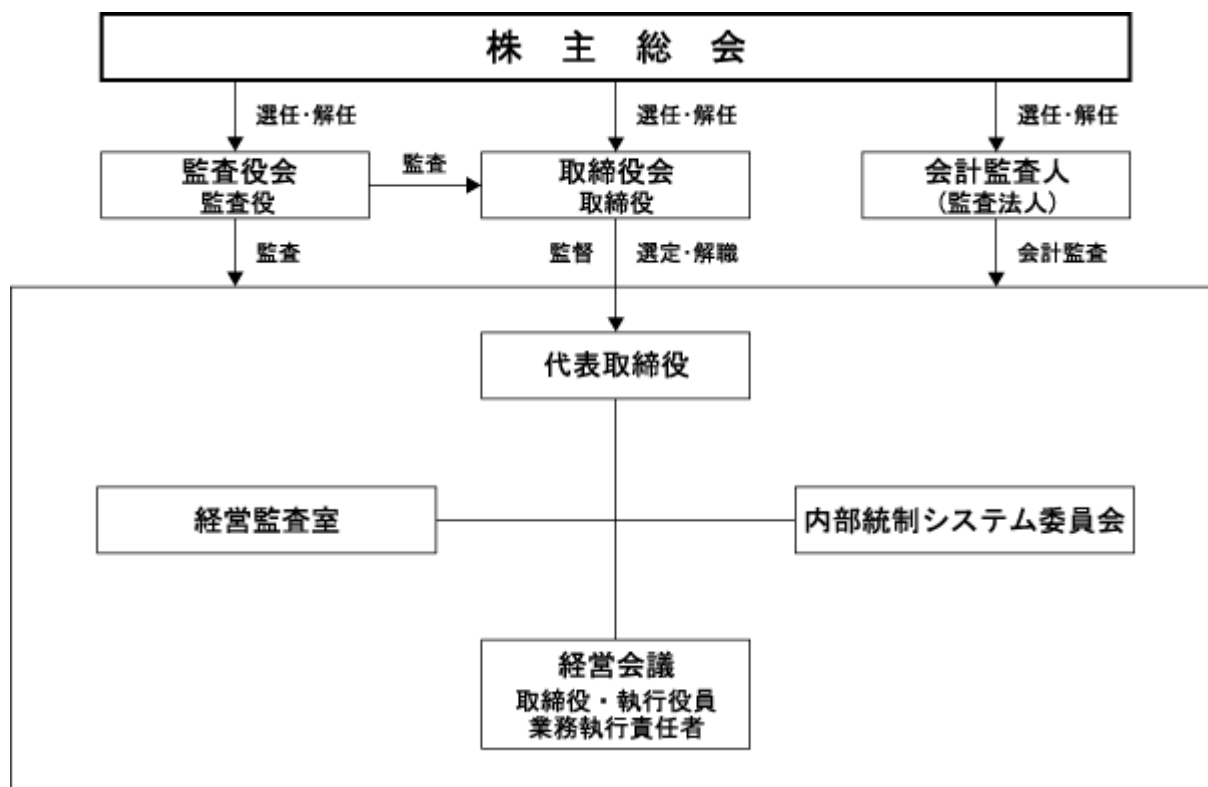 株主総会
選任・解任
選任・解任
選任・解任
監査役会
監査役
監査
取締役会
取締役
会計監査人
(監査法人)
監査
監督
選定・解職
会計監査
代表取締役
経営監査室
内部統制システム委員会
経営会議
取締役・執行役員
業務執行責任者